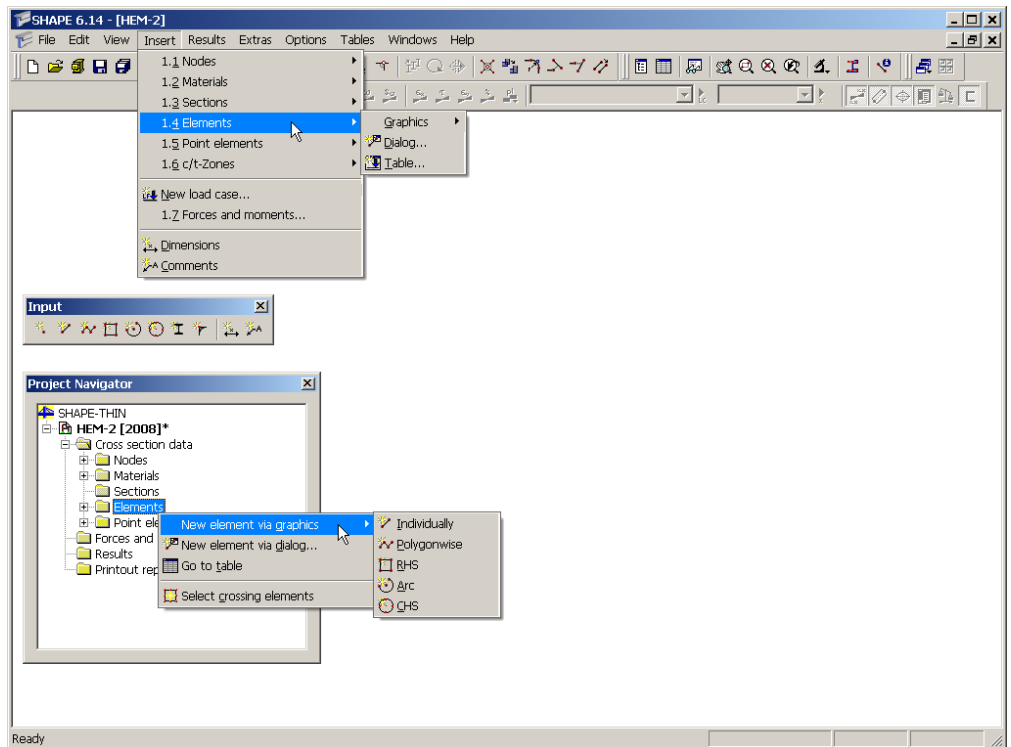 SHAPE 6.14 - [HEM-2]
File Edit View Insert Results Extras Options Tables Windows Help
1.1 Nodes
1.2 Materials
1.3 Sections
1.4 Elements
1.5 Point elements
1.6 c/t-Zones
New load case...
1.7 Forces and moments...
Dimensions
Comments
Graphics
Dialog...
Table...
Input
Project Navigator
SHAPE-THIN
HEM-2 [2008]*
Cross section data
Nodes
Materials
Sections
Elements
Point ele
Forces and
Results
Printout rep
New element via graphics
New element via dialog...
Go to table
Select crossing elements
Individually
Polygonwise
RHS
Arc
CHS
Ready